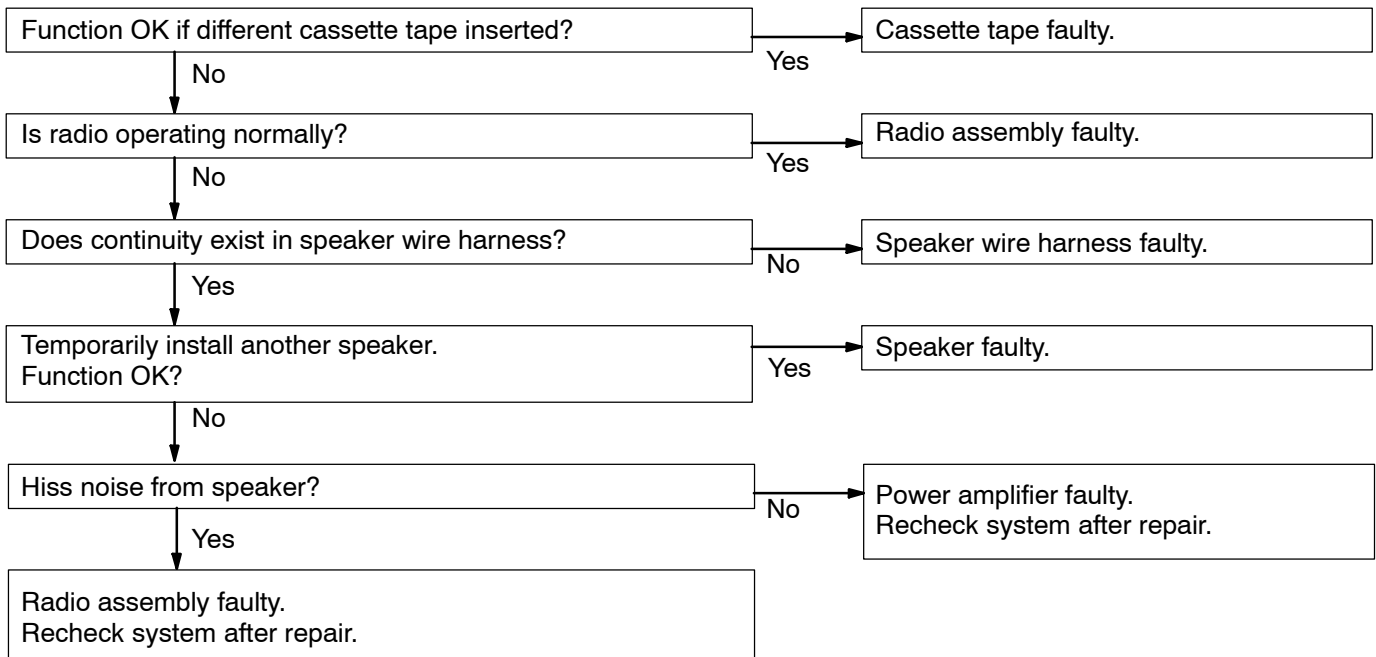 Function OK if different cassette tape inserted?
Yes
Cassette tape faulty.
No
Is radio operating normally?
Yes
Radio assembly faulty.
No
Does continuity exist in speaker wire harness?
No
Speaker wire harness faulty.
Yes
Temporarily install another speaker.
Function OK?
Yes
Speaker faulty.
No
Hiss noise from speaker?
No
Power amplifier faulty.
Recheck system after repair.
Yes
Radio assembly faulty.
Recheck system after repair.